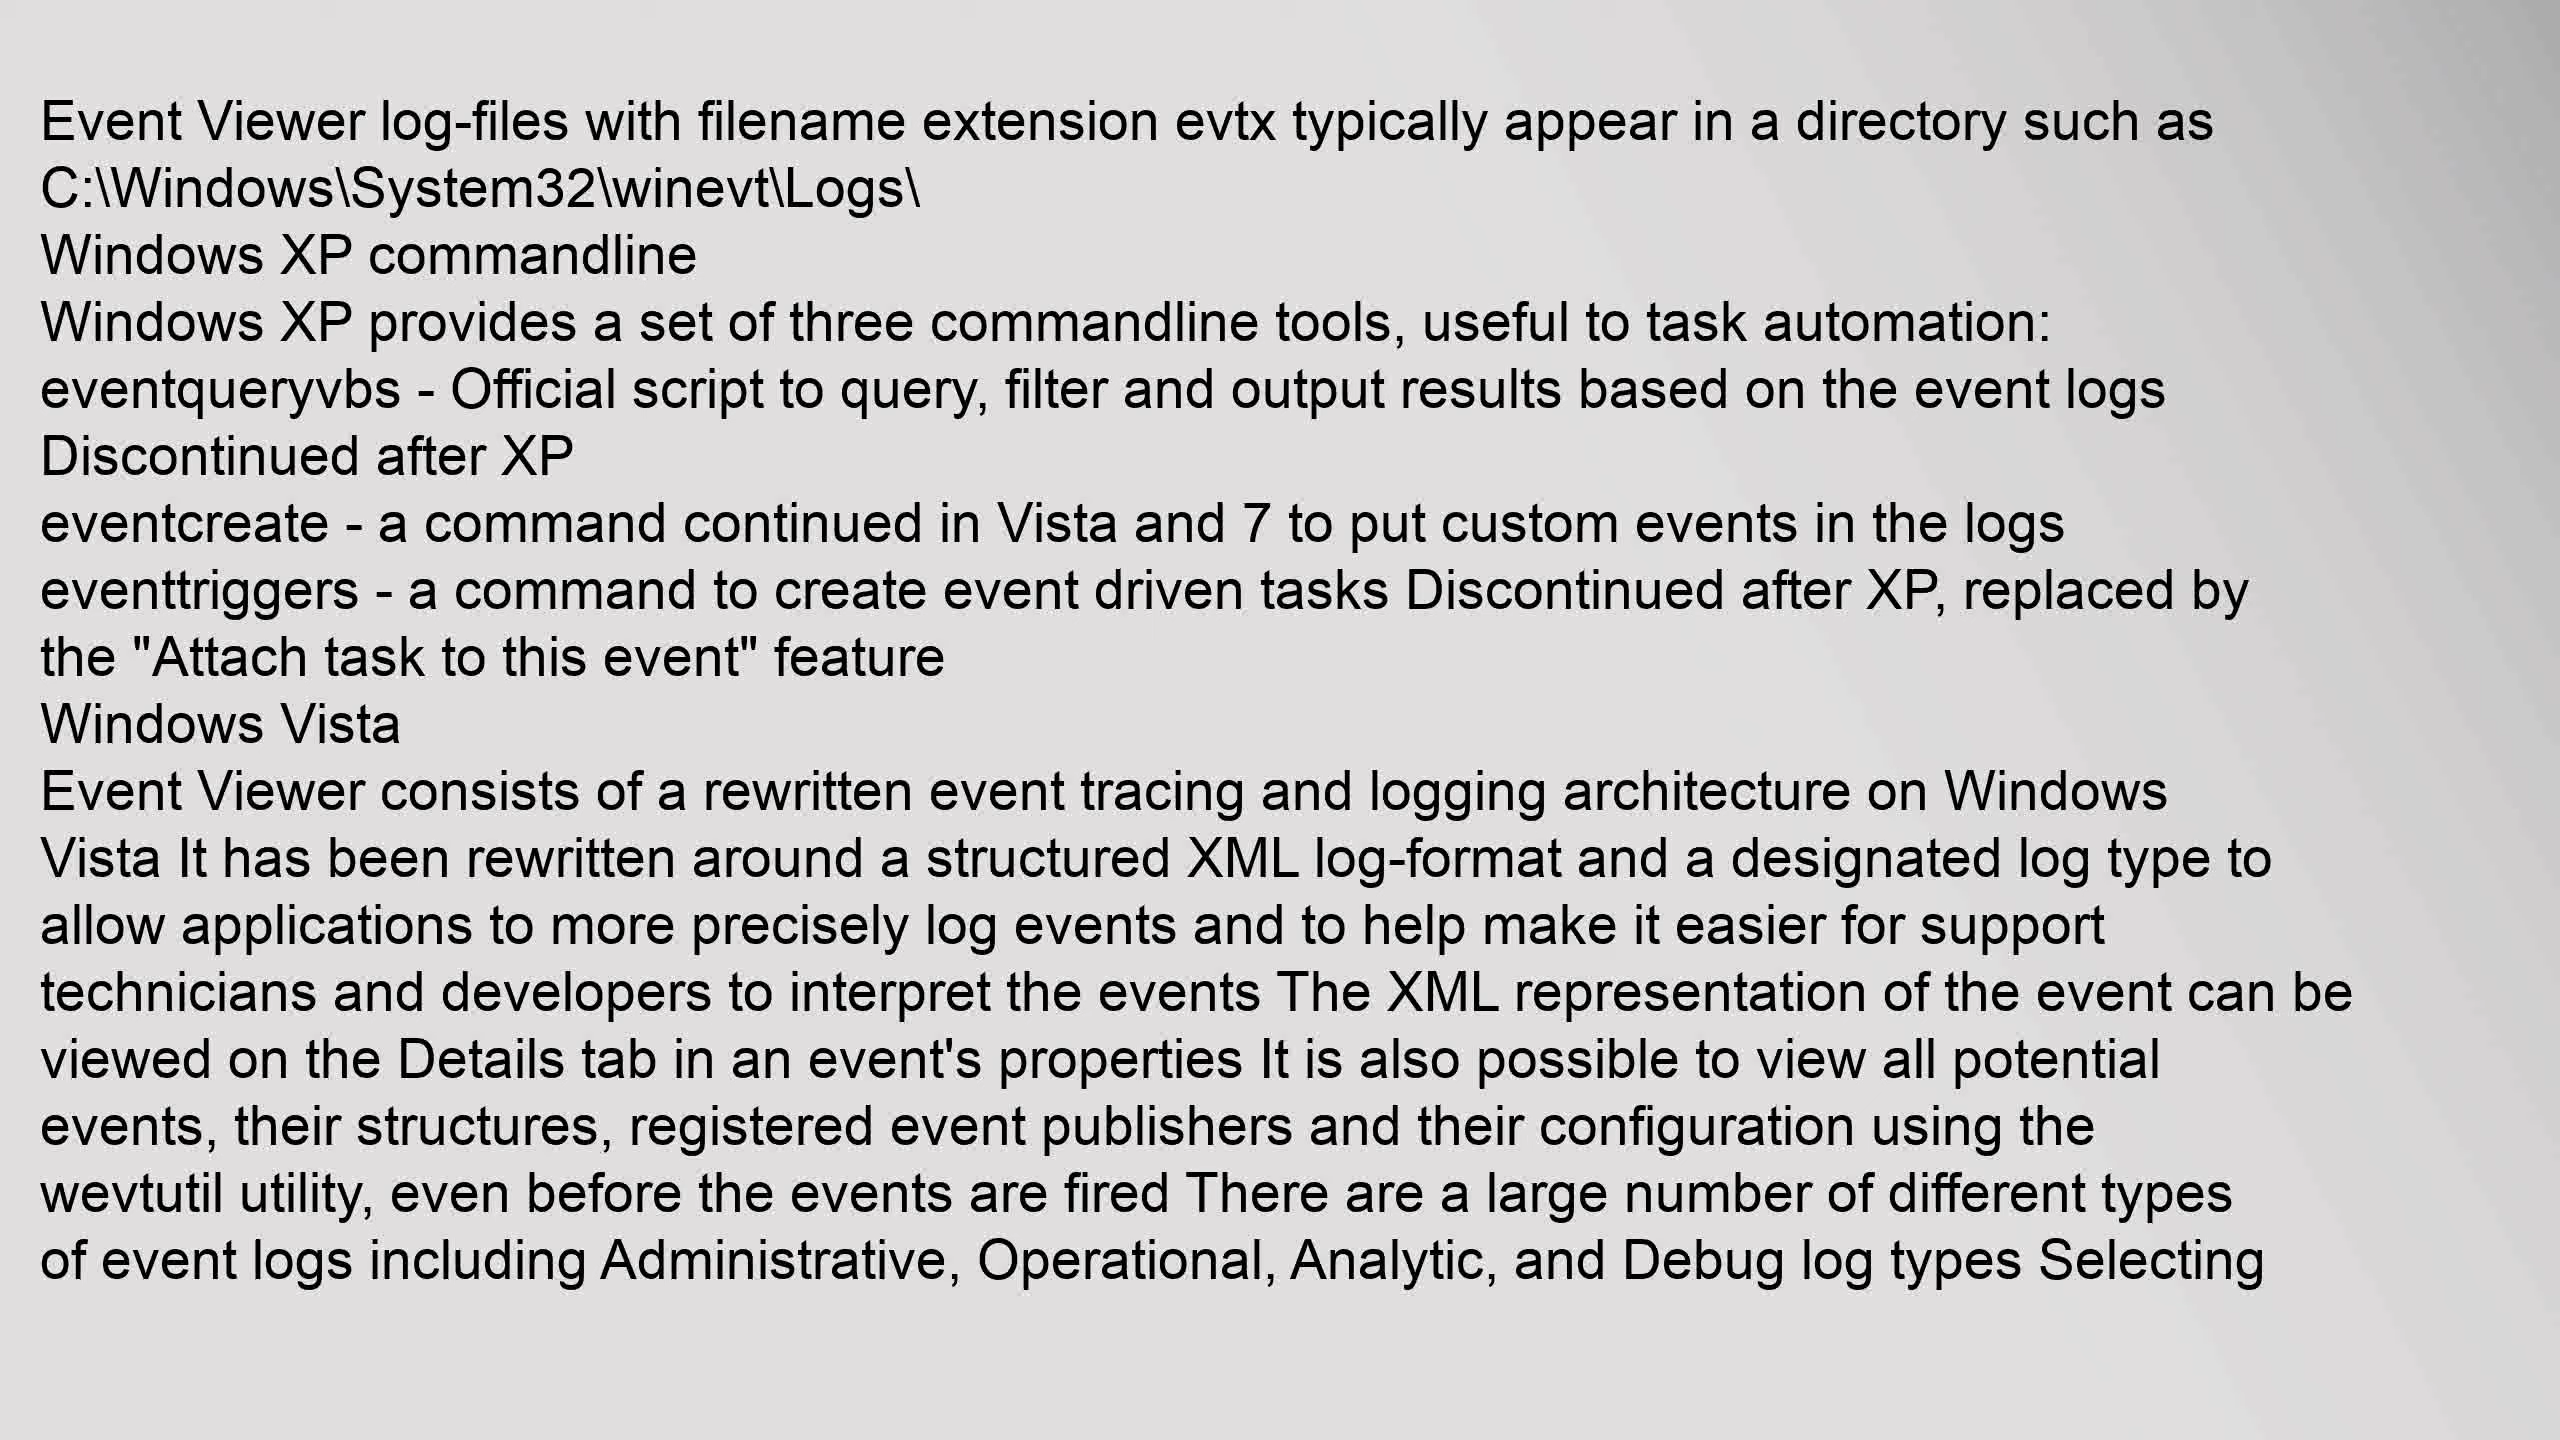 Event Viewer log-files with filename extension evtx typically appear in a directory such as
C:\Windows\System32\winevt\Logs\
Windows XP commandline
Windows XP provides a set of three commandline tools, useful to task automation:
eventqueryvbs - Official script to query, filter and output results based on the event logs
Discontinued after XP
eventcreate - a command continued in Vista and 7 to put custom events in the logs
eventtriggers - a command to create event driven tasks Discontinued after XP, replaced by
the "Attach task to this event" feature
Windows Vista
Event Viewer consists of a rewritten event tracing and logging architecture on Windows
Vista It has been rewritten around a structured XML log-format and a designated log type to
allow applications to more precisely log events and to help make it easier for support
technicians and developers to interpret the events The XML representation of the event can be
viewed on the Details tab in an event's properties It is also possible to view all potential
events, their structures, registered event publishers and their configuration using the
wevtutil utility, even before the events are fired There are a large number of different types
of event logs including Administrative, Operational, Analytic, and Debug log types Selecting